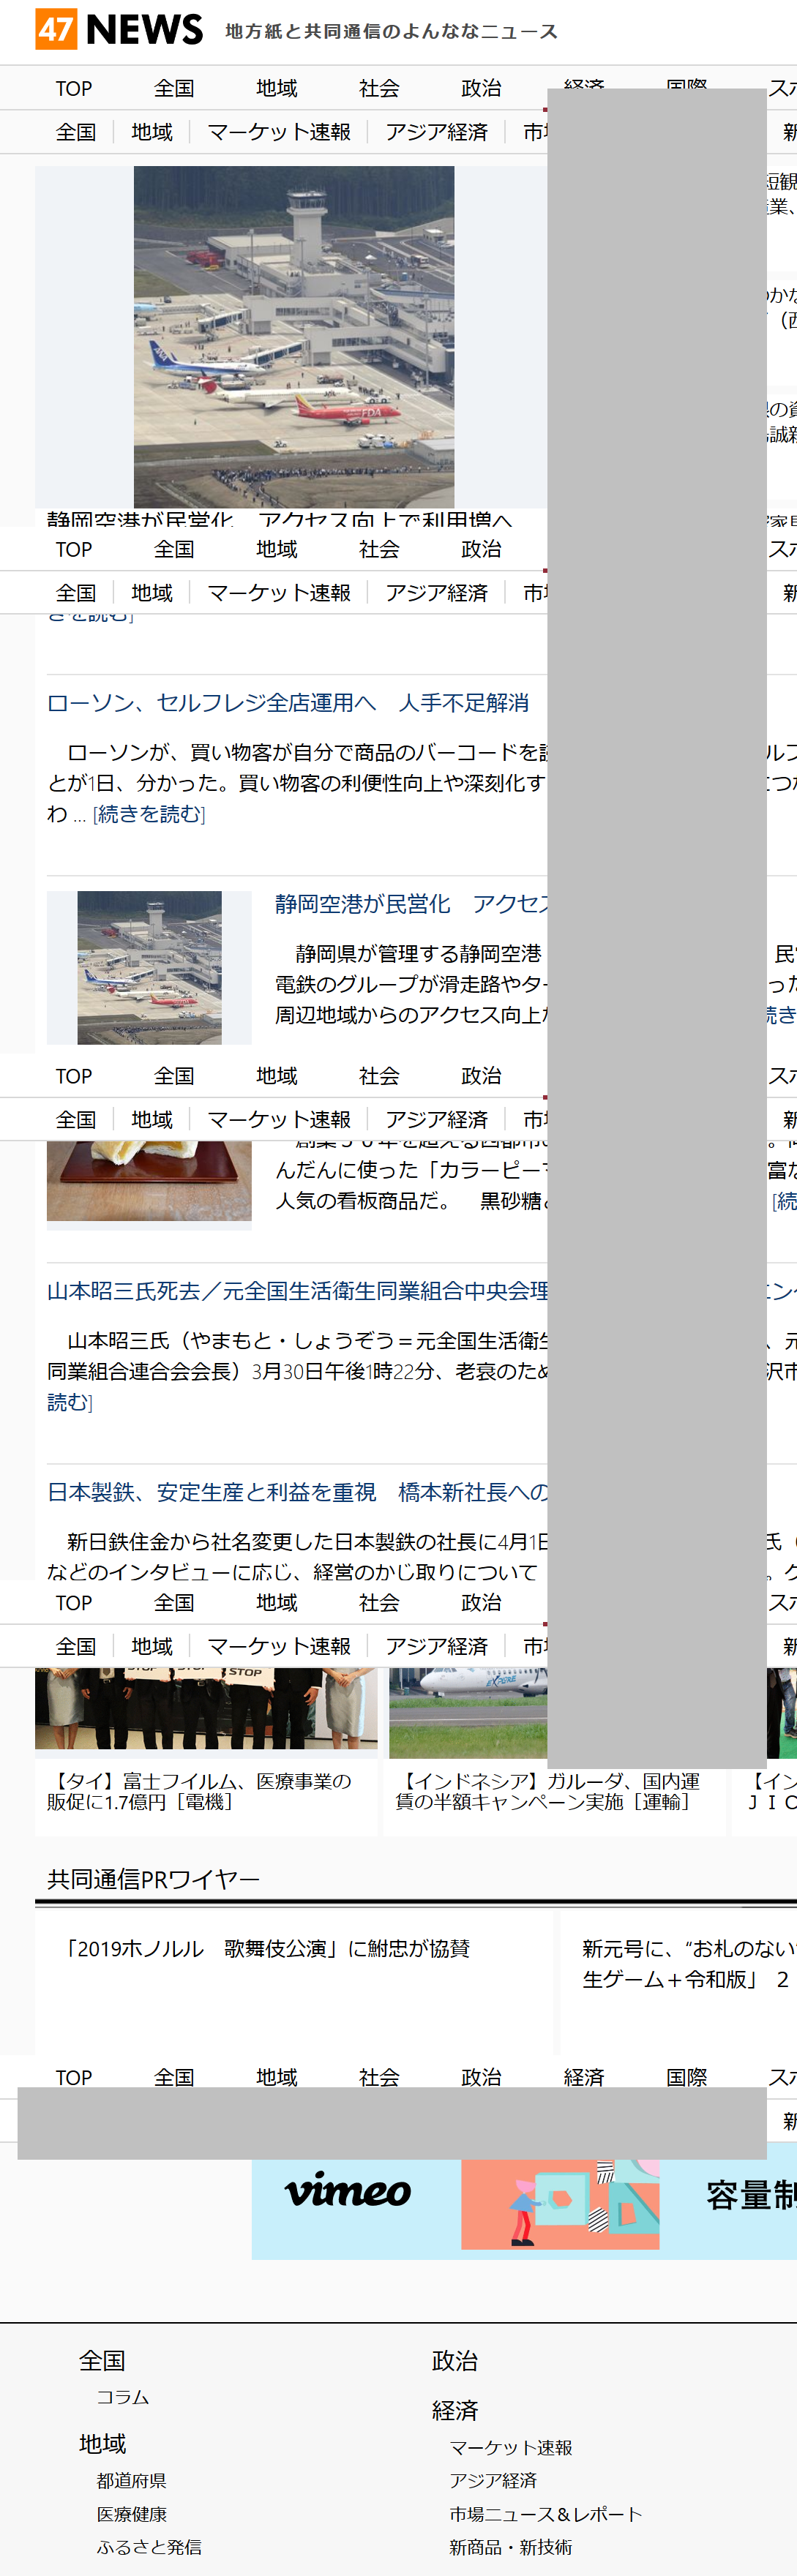 47 NEWS 地方紙と共同通信のよんななニュース
TOP 全国 地域 社会 政治 経済 国際 スポ
全国 地域 マーケット速報 アジア経済 市 新
短観
業、
かな
（西
の資
誠新
静岡空港が民営化　アクセス向上で利用増へ
TOP 全国 地域 社会 政治 スポ
全国 地域 マーケット速報 アジア経済 市 新
きを読む]
ローソン、セルフレジ全店運用へ　人手不足解消
ローソンが、買い物客が自分で商品のバーコードを読 ルフ
とが1日、分かった。買い物客の利便性向上や深刻化す つな
わ ... [続きを読む]
静岡空港が民営化　アクセス
静岡県が管理する静岡空港 民営
電鉄のグループが滑走路やター った
周辺地域からのアクセス向上が 続き
TOP 全国 地域 社会 政治 スポ
全国 地域 マーケット速報 アジア経済 市 新
創業５０年を超える西都市の 。
んだんに使った「カラーピーマ 富な
人気の看板商品だ。　黒砂糖と [続
山本昭三氏死去／元全国生活衛生同業組合中央会理 ニン
山本昭三氏（やまもと・しょうぞう＝元全国生活衛生 、元
同業組合連合会会長）3月30日午後1時22分、老衰のため 沢市
読む]
日本製鉄、安定生産と利益を重視　橋本新社長への
新日鉄住金から社名変更した日本製鉄の社長に4月1日 氏（
などのインタビューに応じ、経営のかじ取りについて「 。グ
TOP 全国 地域 社会 政治 スポ
全国 地域 マーケット速報 アジア経済 市 新
STOP STOP STOP EXPLORE
【タイ】富士フイルム、医療事業の
販促に1.7億円［電機］
【インドネシア】ガルーダ、国内運
賃の半額キャンペーン実施［運輸］
【イン
ＪＩＯ
共同通信PRワイヤー
「2019ホノルル　歌舞伎公演」に鮒忠が協賛
新元号に、“お札のない
生ゲーム＋令和版」 ２
TOP 全国 地域 社会 政治 経済 国際 スポ
新
vimeo 容量制
全国
コラム
地域
都道府県
医療健康
ふるさと発信
政治
経済
マーケット速報
アジア経済
市場ニュース＆レポート
新商品・新技術